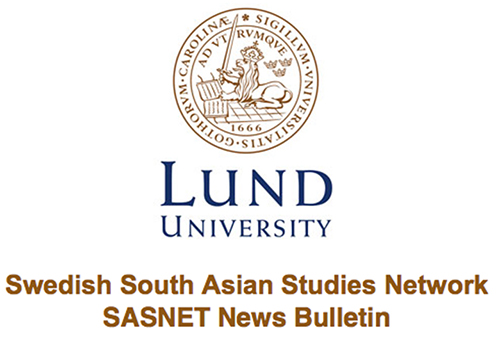 SIGILLVM·VNIVERSITATIS·GOTHORVM·CAROLINÆ
AD VTRVMQVE
1666
LUND
UNIVERSITY
Swedish South Asian Studies Network
SASNET News Bulletin